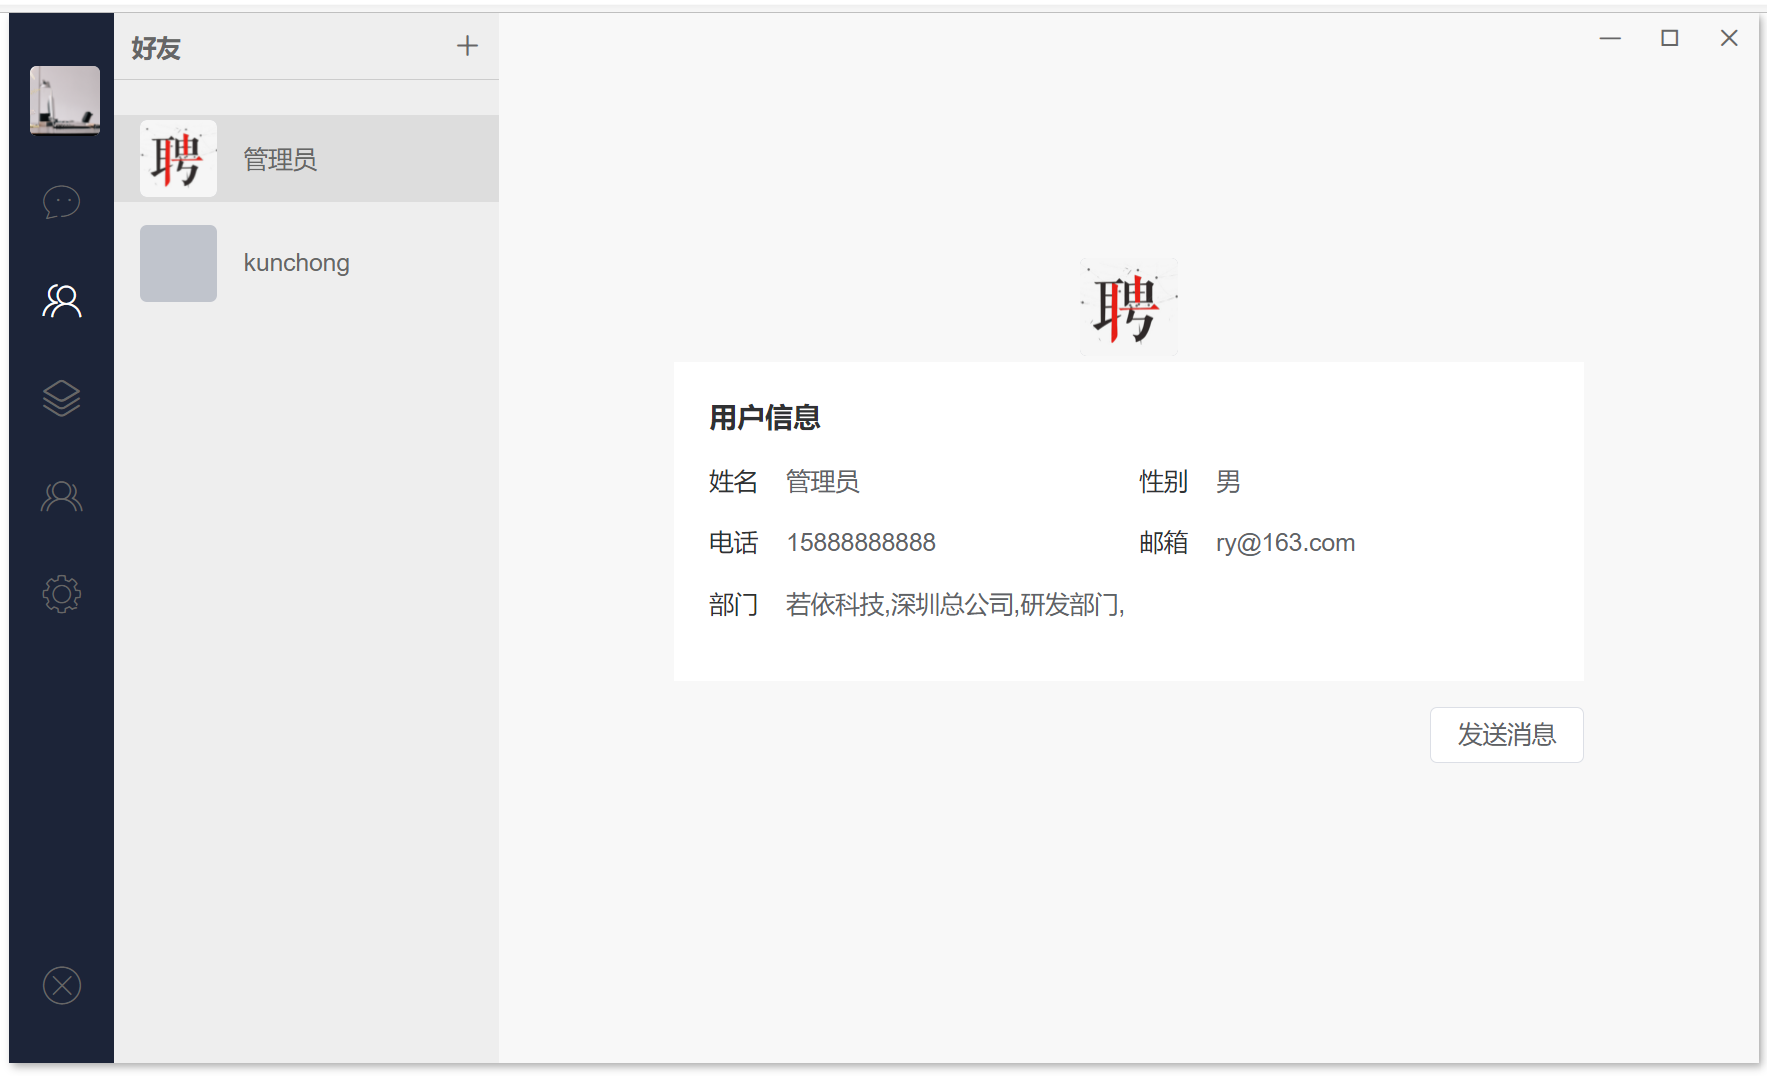 好友
聘
管理员
kunchong
聘
用户信息
姓名 管理员 性别 男
电话 15888888888 邮箱 ry@163.com
部门 若依科技,深圳总公司,研发部门,
发送消息